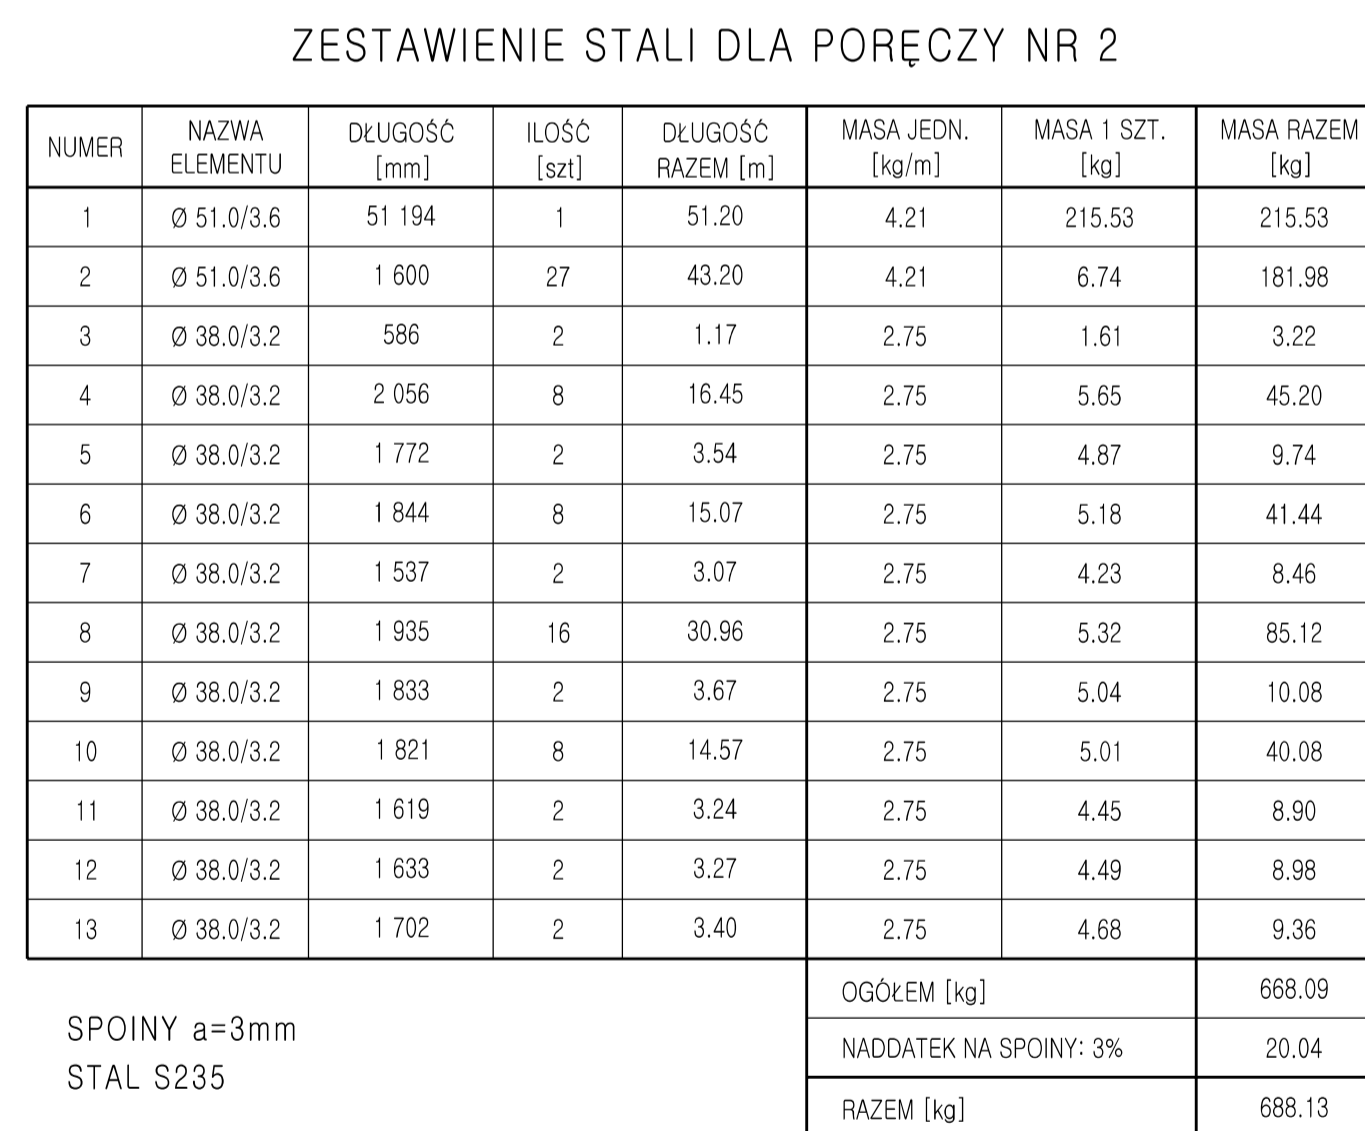 ZESTAWIENIE STALI DLA PORĘCZY NR 2
NUMER NAZWA ELEMENTU DŁUGOŚĆ [mm] ILOŚĆ [szt] DŁUGOŚĆ RAZEM [m] MASA JEDN. [kg/m] MASA 1 SZT. [kg] MASA RAZEM [kg]
1 Ø 51.0/3.6 51 194 1 51.20 4.21 215.53 215.53
2 Ø 51.0/3.6 1 600 27 43.20 4.21 6.74 181.98
3 Ø 38.0/3.2 586 2 1.17 2.75 1.61 3.22
4 Ø 38.0/3.2 2 056 8 16.45 2.75 5.65 45.20
5 Ø 38.0/3.2 1 772 2 3.54 2.75 4.87 9.74
6 Ø 38.0/3.2 1 844 8 15.07 2.75 5.18 41.44
7 Ø 38.0/3.2 1 537 2 3.07 2.75 4.23 8.46
8 Ø 38.0/3.2 1 935 16 30.96 2.75 5.32 85.12
9 Ø 38.0/3.2 1 833 2 3.67 2.75 5.04 10.08
10 Ø 38.0/3.2 1 821 8 14.57 2.75 5.01 40.08
11 Ø 38.0/3.2 1 619 2 3.24 2.75 4.45 8.90
12 Ø 38.0/3.2 1 633 2 3.27 2.75 4.49 8.98
13 Ø 38.0/3.2 1 702 2 3.40 2.75 4.68 9.36
OGÓŁEM [kg] 668.09
NADDATEK NA SPOINY: 3% 20.04
RAZEM [kg] 688.13
SPOINY a=3mm
STAL S235